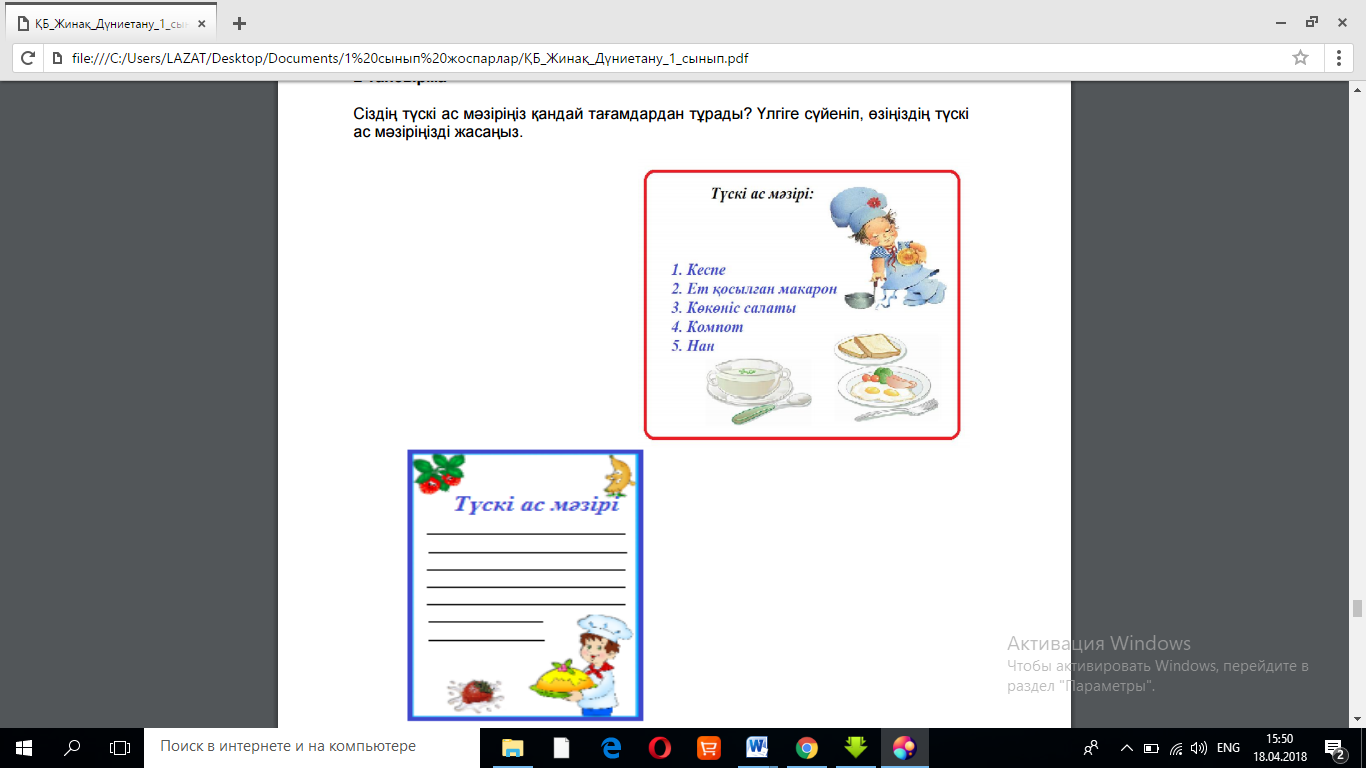 ҚБ_Жинақ_Дүниетану_1_сын
file:///C:/Users/LAZAT/Desktop/Documents/1%20сынып%20жоспарлар/ҚБ_Жинақ_Дүниетану_1_сынып.pdf
Сіздің түскі ас мәзіріңіз қандай тағамдардан тұрады? Үлгіге сүйеніп, өзіңіздің түскі
ас мәзіріңізді жасаңыз.
Түскі ас мәзірі:
1. Кеспе
2. Ет қосылған макарон
3. Көкөніс салаты
4. Компот
5. Нан
Түскі ас мәзірі
Активация Windows
Чтобы активировать Windows, перейдите в
раздел "Параметры".
Поиск в интернете и на компьютере
ENG
15:50
18.04.2018
2